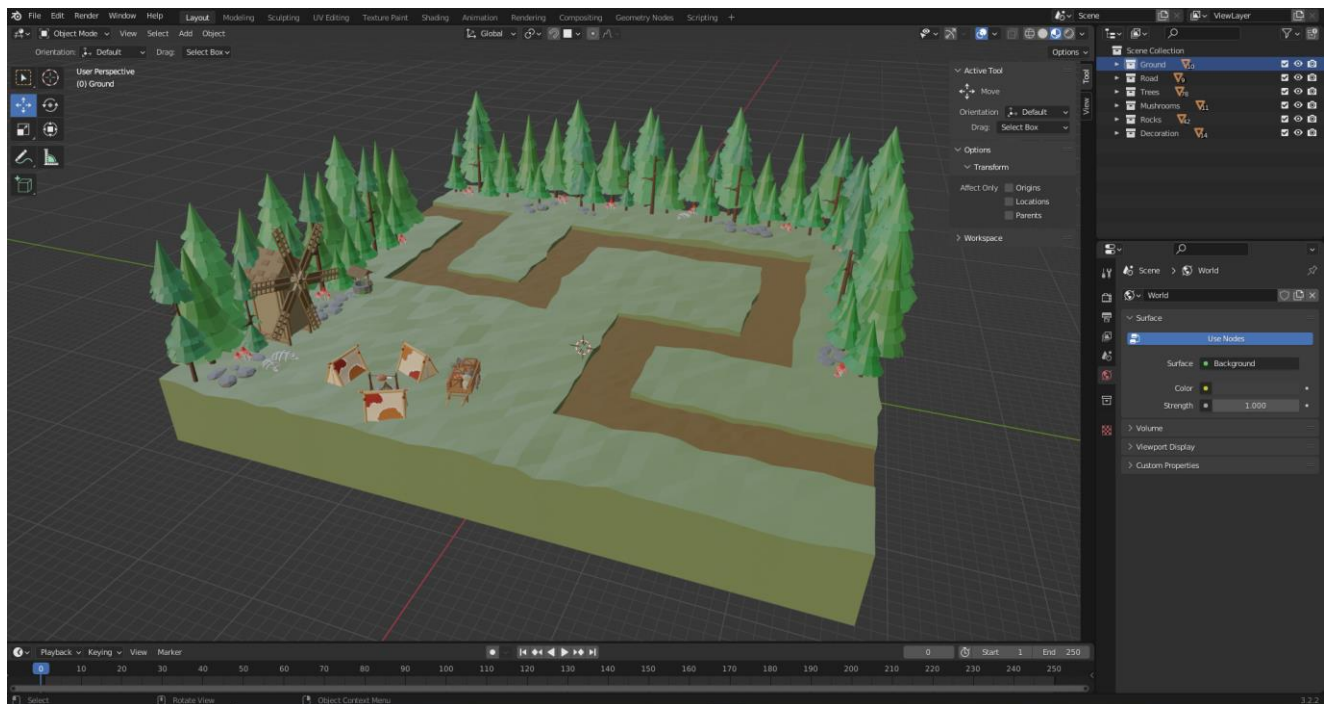 File Edit Render Window Help Layout Modeling Sculpting UV Editing Texture Paint Shading Animation Rendering Compositing Geometry Nodes Scripting + Scene ViewLayer
Object Mode View Select Add Object Global
Orientation: Default Drag: Select Box Options
User Perspective
(0) Ground
Active Tool
Move
Orientation Default
Drag: Select Box
Options
Transform
Affect Only Origins
Locations
Parents
Workspace
Tool
View
Scene Collection
Ground
Road
Trees
Mushrooms 11
Rocks 42
Decoration 14
Scene > World
World
Surface
Use Nodes
Surface Background
Color
Strength 1.000
Volume
Viewport Display
Custom Properties
Playback Keying View Marker 0 Start 1 End 250
0 10 20 30 40 50 60 70 80 90 100 110 120 130 140 150 160 170 180 190 200 210 220 230 240 250
Select Rotate View Object Context Menu 3.2.2